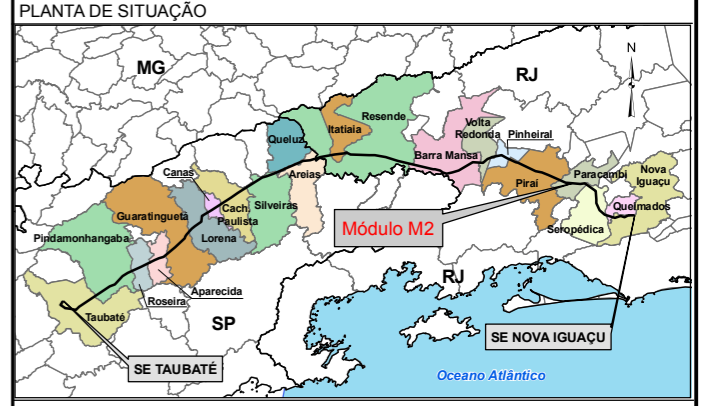 PLANTA DE SITUAÇÃO
MG
RJ
N
Resende
Itatiaia
Queluz
Volta
Redonda
Pinheiral
Barra Mansa
Areias
Canas
Cach.
Paulista
Silveiras
Guaratinguetá
Lorena
Pindamonhangaba
Piraí
Paracambi
Nova
Iguaçu
Queimados
Seropédica
Módulo M2
Aparecida
Roseira
Taubaté
SP
RJ
SE TAUBATÉ
SE NOVA IGUAÇU
Oceano Atlântico